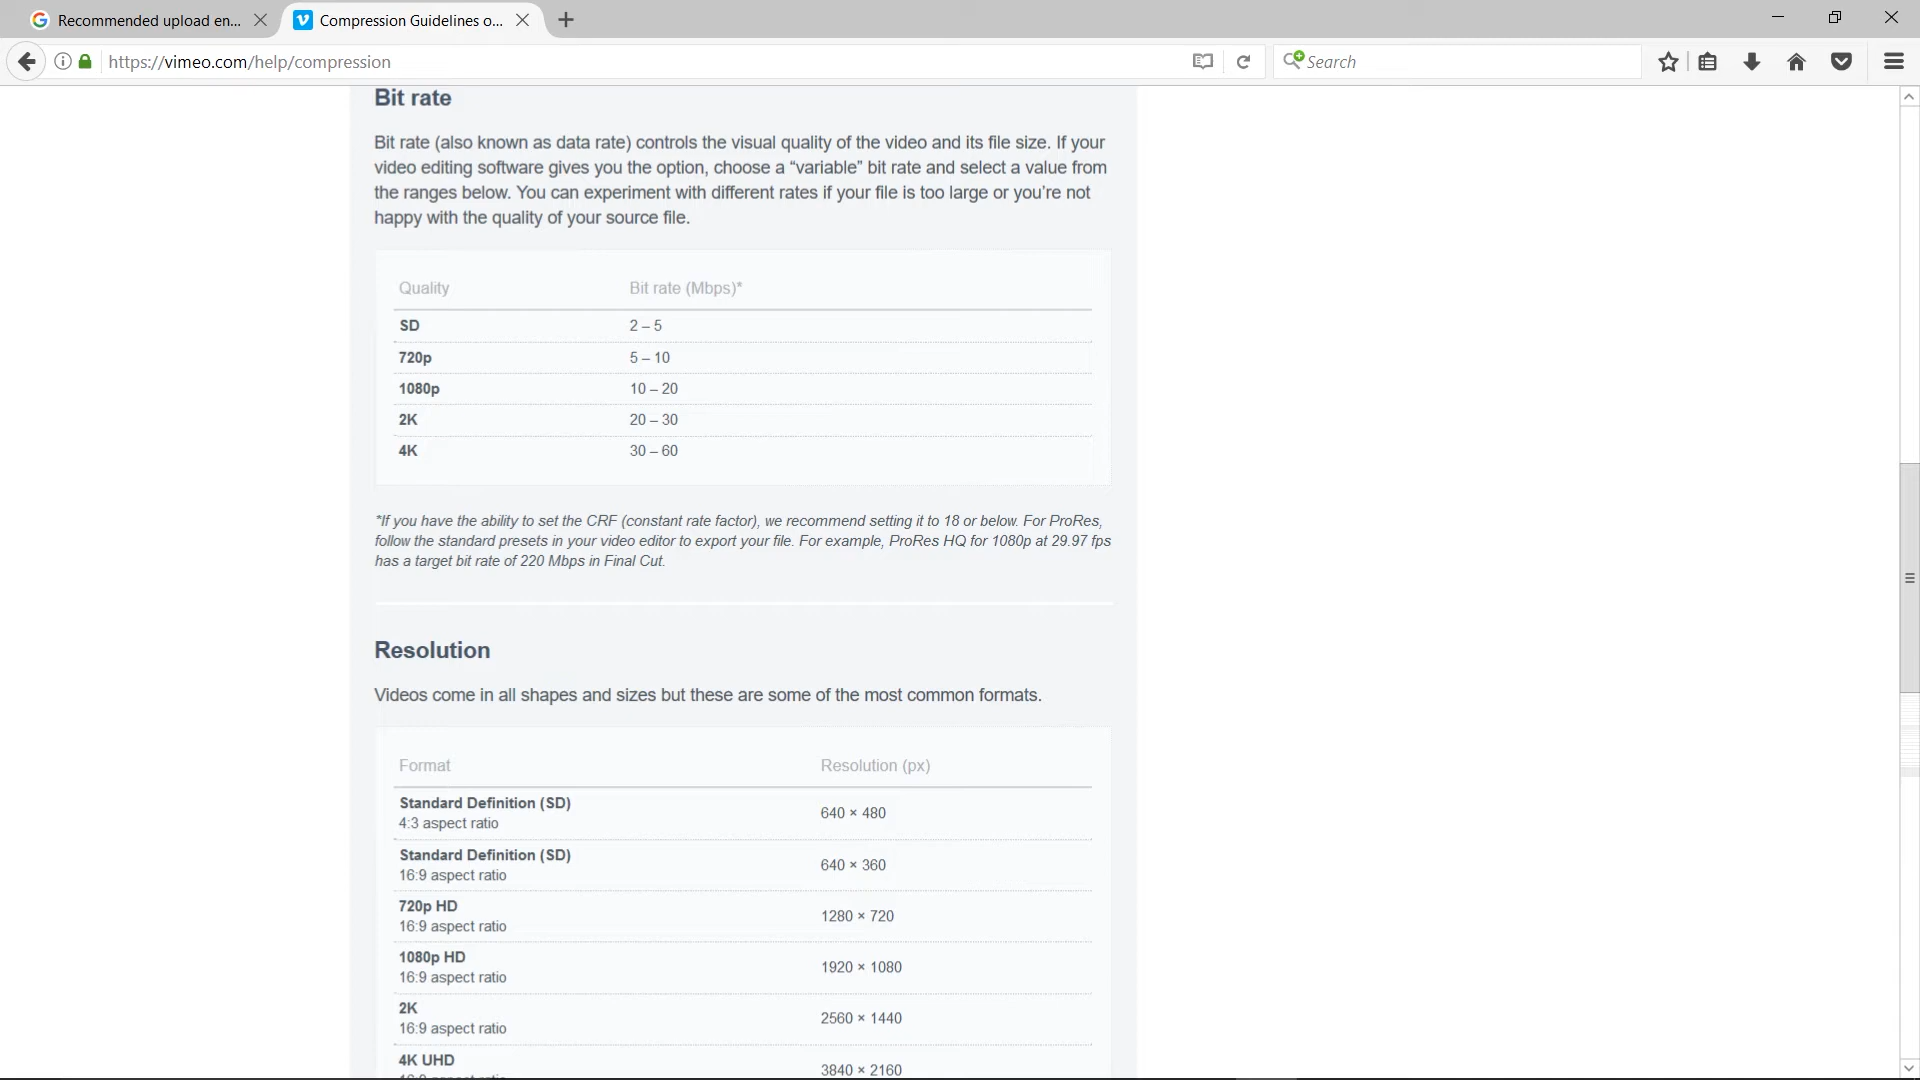 Recommended upload en...
Compression Guidelines o...
https://vimeo.com/help/compression
Search
Bit rate
Bit rate (also known as data rate) controls the visual quality of the video and its file size. If your
video editing software gives you the option, choose a “variable” bit rate and select a value from
the ranges below. You can experiment with different rates if your file is too large or you’re not
happy with the quality of your source file.
Quality Bit rate (Mbps)*
SD 2 – 5
720p 5 – 10
1080p 10 – 20
2K 20 – 30
4K 30 – 60
*If you have the ability to set the CRF (constant rate factor), we recommend setting it to 18 or below. For ProRes,
follow the standard presets in your video editor to export your file. For example, ProRes HQ for 1080p at 29.97 fps
has a target bit rate of 220 Mbps in Final Cut.
Resolution
Videos come in all shapes and sizes but these are some of the most common formats.
Format Resolution (px)
Standard Definition (SD)
4:3 aspect ratio 640 × 480
Standard Definition (SD)
16:9 aspect ratio 640 × 360
720p HD
16:9 aspect ratio 1280 × 720
1080p HD
16:9 aspect ratio 1920 × 1080
2K
16:9 aspect ratio 2560 × 1440
4K UHD
16:9 aspect ratio 3840 × 2160